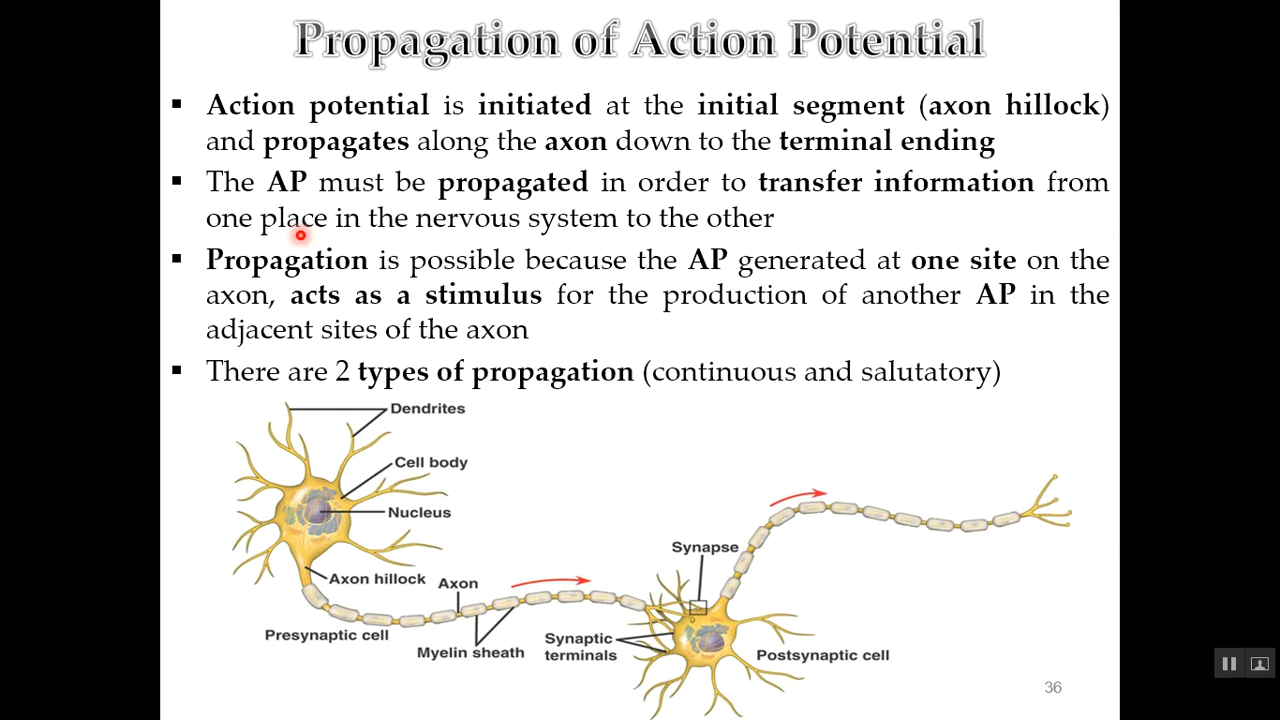 Propagation of Action Potential
▪ Action potential is initiated at the initial segment (axon hillock)
and propagates along the axon down to the terminal ending
▪ The AP must be propagated in order to transfer information from
one place in the nervous system to the other
▪ Propagation is possible because the AP generated at one site on the
axon, acts as a stimulus for the production of another AP in the
adjacent sites of the axon
▪ There are 2 types of propagation (continuous and salutatory)
Dendrites
Cell body
Nucleus
Axon hillock
Axon
Presynaptic cell
Myelin sheath
Synapse
Synaptic
terminals
Postsynaptic cell
36